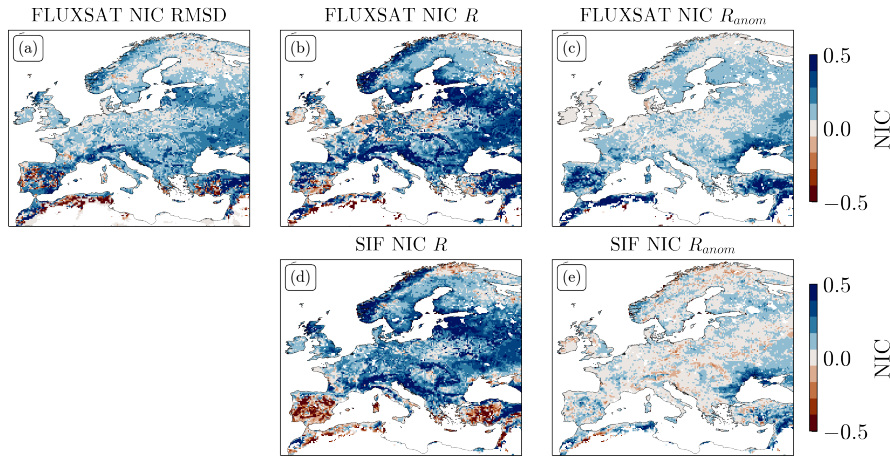 FLUXSAT NIC RMSD
FLUXSAT NIC R
FLUXSAT NIC R_anom
(a)
(b)
(c)
0.5
0.0
−0.5
NIC
SIF NIC R
SIF NIC R_anom
(d)
(e)
0.5
0.0
−0.5
NIC